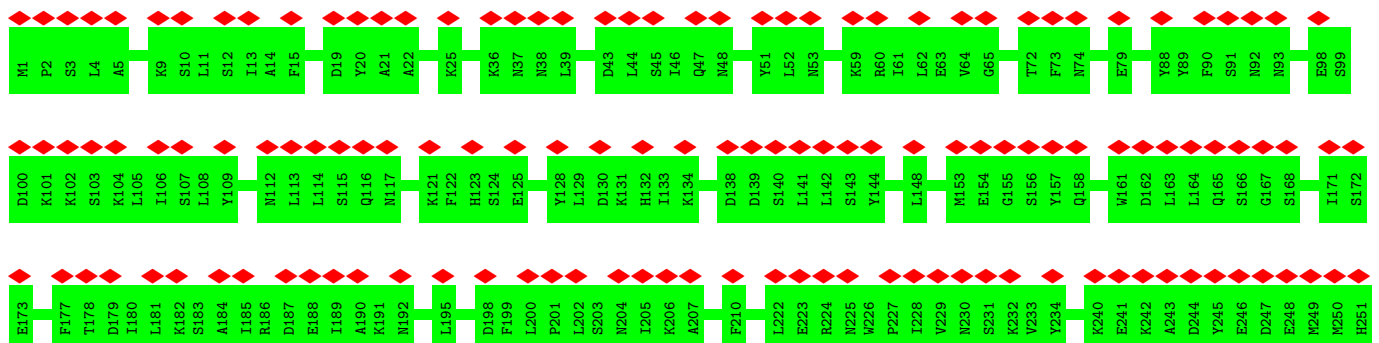 M1 P2 S3 L4 A5 K9 S10 L11 S12 I13 A14 F15 D19 Y20 A21 A22 K25 K36 N37 N38 L39 D43 L44 S45 I46 Q47 N48 Y51 L52 N53 K59 R60 I61 L62 E63 V64 G65 T72 F73 N74 E79 Y88 Y89 F90 S91 N92 N93 E98 S99
D100 K101 K102 S103 K104 L105 I106 S107 L108 Y109 N112 L113 L114 S115 Q116 N117 K121 F122 H123 S124 E125 Y128 L129 D130 K131 H132 I133 K134 D138 D139 S140 L141 L142 S143 Y144 L148 M153 E154 G155 S156 Y157 Q158 W161 D162 L163 L164 Q165 S166 G167 S168 I171 S172
E173 F177 T178 D179 I180 L181 K182 S183 A184 I185 R186 D187 E188 I189 A190 K191 N192 L195 D198 F199 L200 P201 L202 S203 N204 I205 K206 A207 F210 L222 E223 R224 N225 W226 P227 I228 V229 N230 S231 K232 V233 Y234 K240 E241 K242 A243 D244 Y245 E246 D247 E248 M249 M250 H251